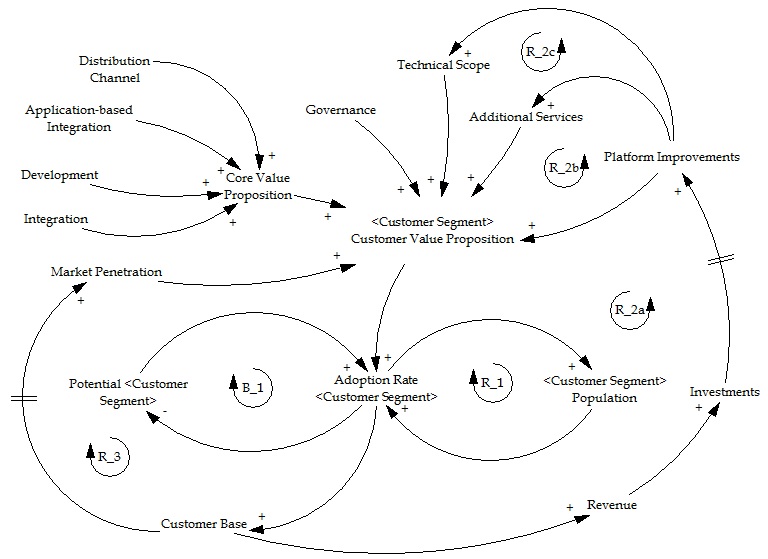 R_2c
+
Distribution
Channel
Technical Scope
+
Application-based
Integration
Governance
Additional Services
+
Core Value
Proposition
Platform Improvements
R_2b
Development
Integration
+
+
+
+
+
+
+
+
+
+
<Customer Segment>
Customer Value Proposition
Market Penetration
+
+
R_2a
Potential <Customer
Segment>
-
B_1
+
+
Adoption Rate
<Customer Segment>
+
R_1
+
<Customer Segment>
Population
Investments
+
R_3
Customer Base
+
+
Revenue